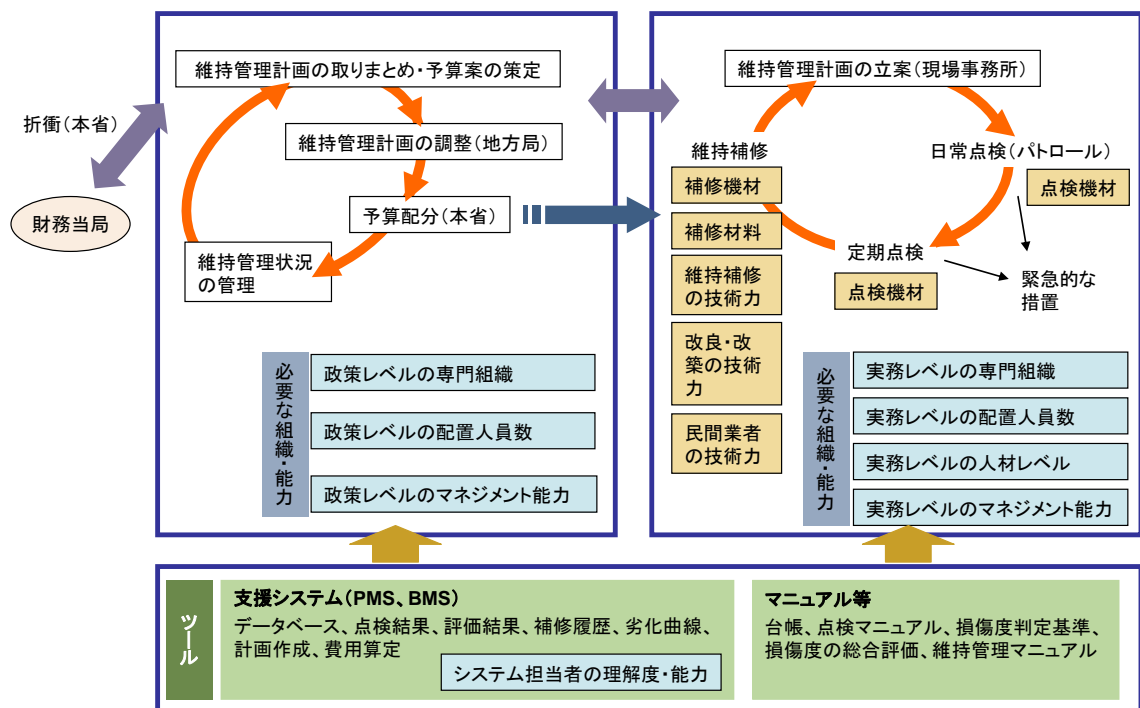 維持管理計画の取りまとめ・予算案の策定
折衝(本省)
維持管理計画の調整(地方局)
予算配分(本省)
財務当局
維持管理状況
の管理
必要な組織・能力
政策レベルの専門組織
政策レベルの配置人員数
政策レベルのマネジメント能力
維持管理計画の立案(現場事務所)
維持補修
日常点検(パトロール)
補修機材
点検機材
補修材料
定期点検
維持補修
の技術力
点検機材
緊急的な
措置
改良・改
築の技術
力
民間業者
の技術力
必要な組織・能力
実務レベルの専門組織
実務レベルの配置人員数
実務レベルの人材レベル
実務レベルのマネジメント能力
ツール
支援システム(PMS、BMS)
データベース、点検結果、評価結果、補修履歴、劣化曲線、
計画作成、費用算定
システム担当者の理解度・能力
マニュアル等
台帳、点検マニュアル、損傷度判定基準、
損傷度の総合評価、維持管理マニュアル